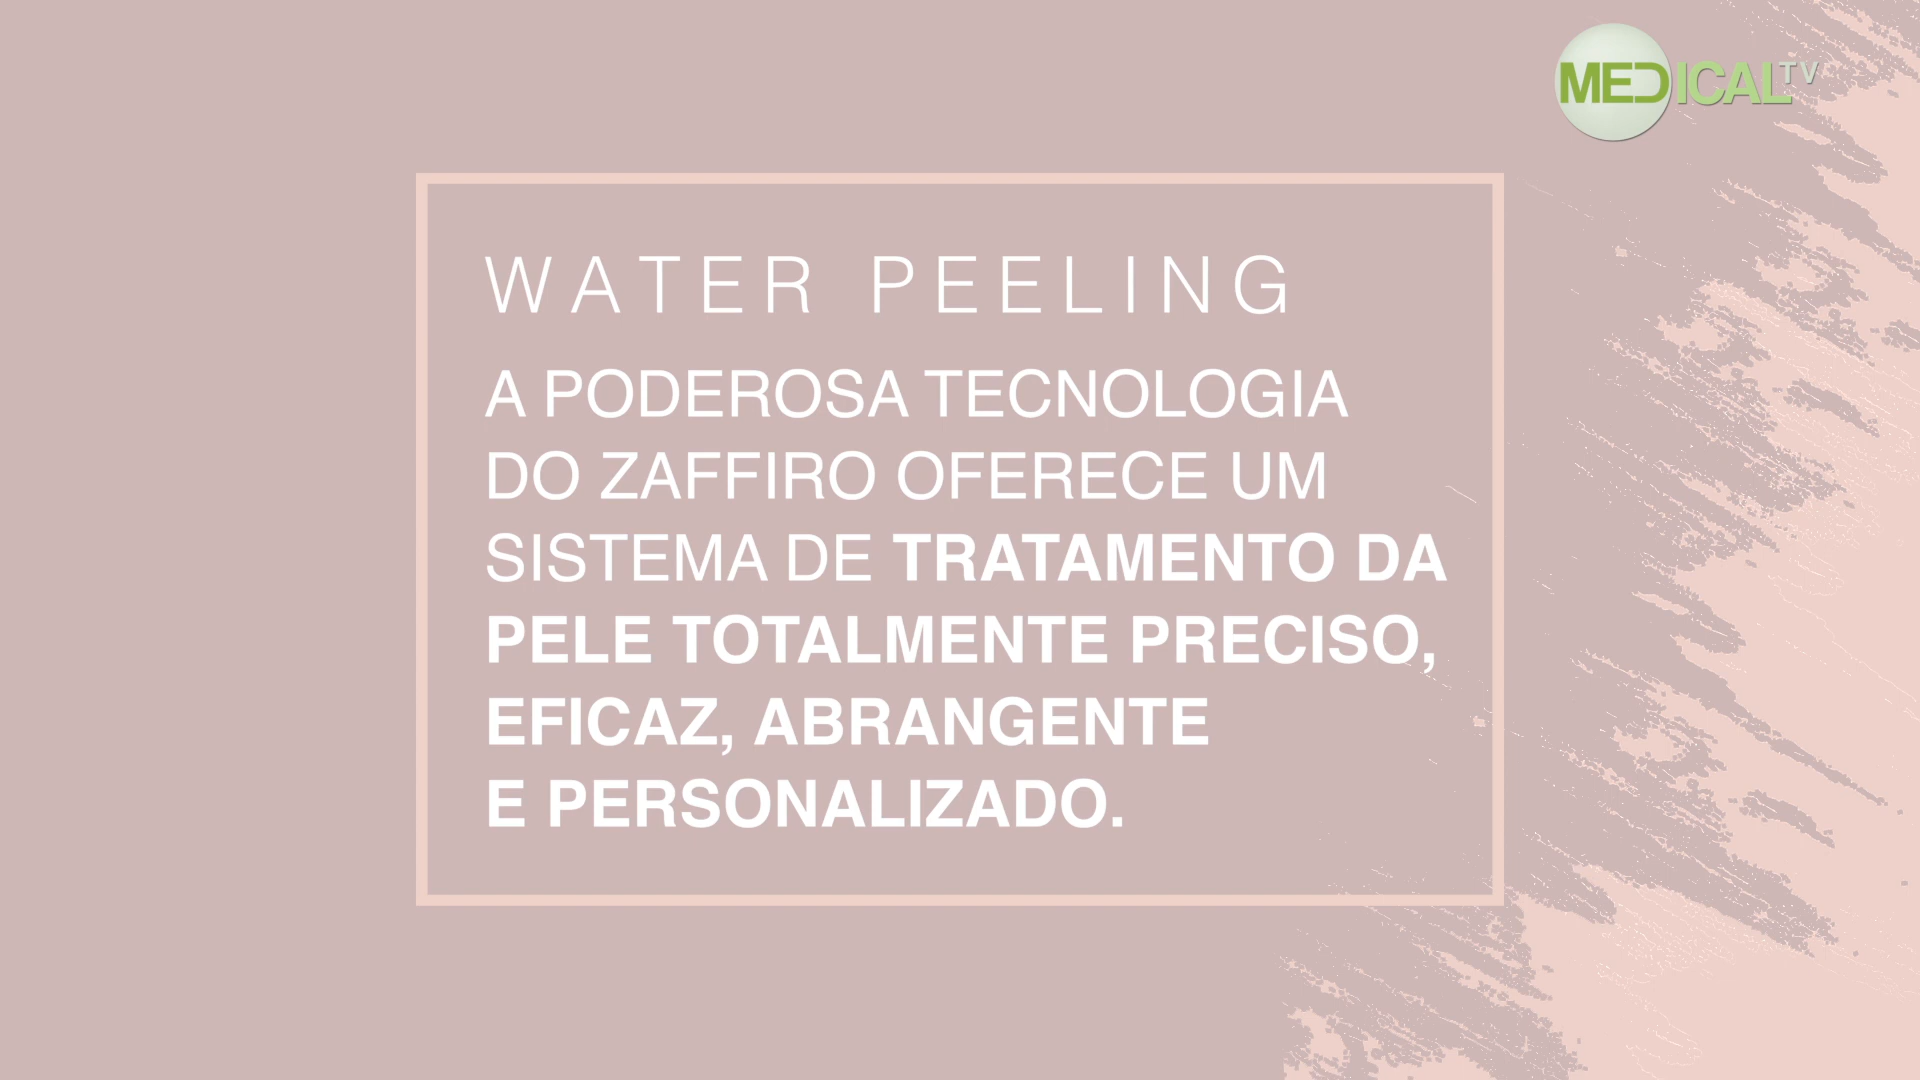 MEDICAL TV
WATER PEELING
A PODEROSA TECNOLOGIA
DO ZAFFIRO OFERECE UM
SISTEMA DE TRATAMENTO DA
PELE TOTALMENTE PRECISO,
EFICAZ, ABRANGENTE
E PERSONALIZADO.